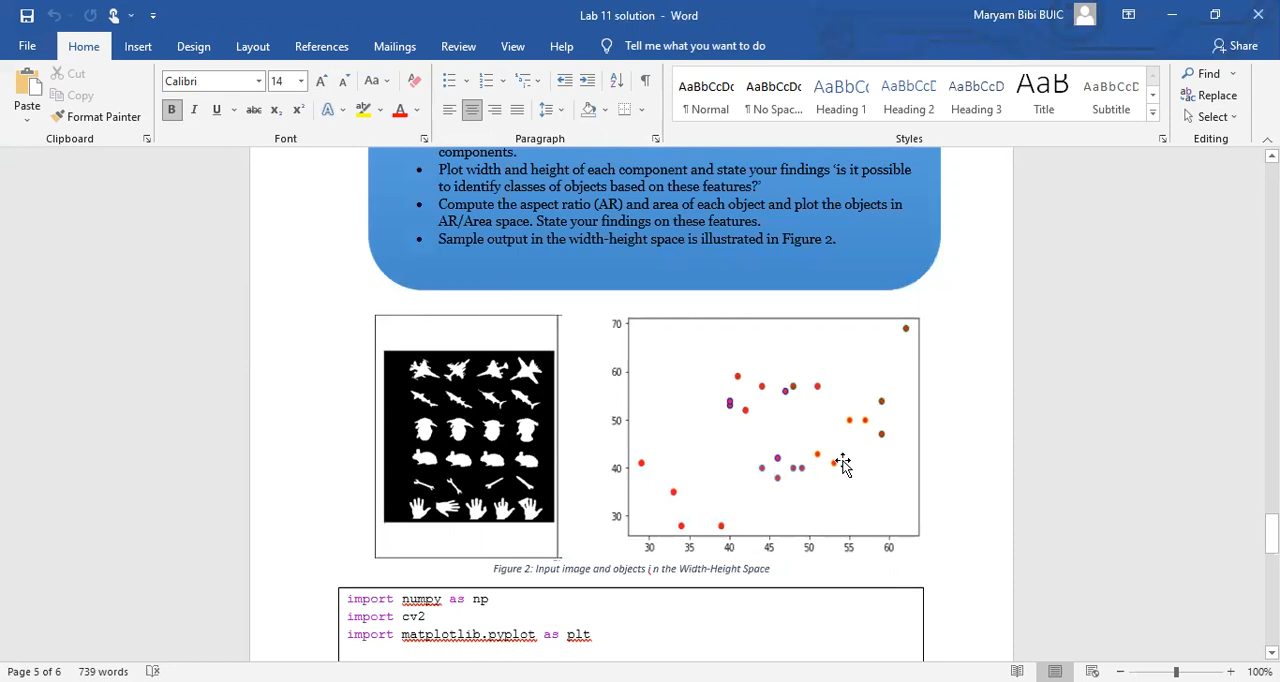 Lab 11 solution - Word
Maryam Bibi BUIC
File Home Insert Design Layout References Mailings Review View Help Tell me what you want to do Share
Paste
Cut
Copy
Format Painter
Clipboard
Calibri 14 A A Aa
B I U abc x₂ x² A A
Font
Paragraph
AaBbCcDc AaBbCcDc AaBbC AaBbCcD AaBbCcD AaB AaBbCcD
¶ Normal ¶ No Spac... Heading 1 Heading 2 Heading 3 Title Subtitle
Styles
Find
Replace
Select
Editing
components.
• Plot width and height of each component and state your findings ‘is it possible
to identify classes of objects based on these features?’
• Compute the aspect ratio (AR) and area of each object and plot the objects in
AR/Area space. State your findings on these features.
• Sample output in the width-height space is illustrated in Figure 2.
70
60
50
40
30
30 35 40 45 50 55 60
Figure 2: Input image and objects in the Width-Height Space
import numpy as np
import cv2
import matplotlib.pyplot as plt
Page 5 of 6 739 words 100%